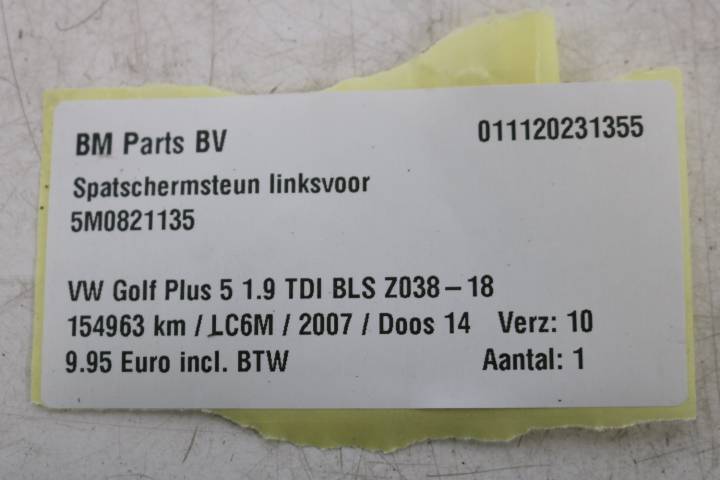 BM Parts BV 011120231355
Spatschermsteun linksvoor
5M0821135
VW Golf Plus 5 1.9 TDI BLS Z038-18
154963 km / LC6M / 2007 / Doos 14 Verz: 10
9.95 Euro incl. BTW Aantal: 1